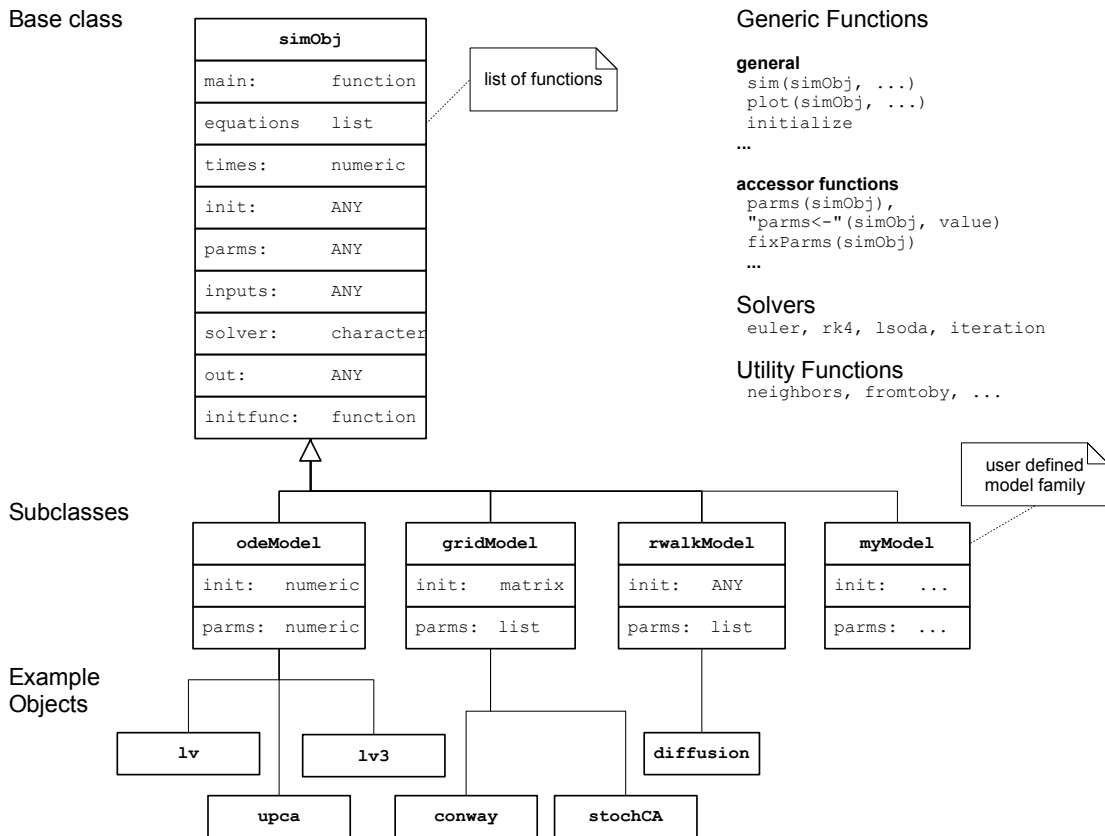 Base class
simObj
main: function
equations list
times: numeric
init: ANY
parms: ANY
inputs: ANY
solver: character
out: ANY
initfunc: function
list of functions
Generic Functions
general
sim(simObj, ...)
plot(simObj, ...)
initialize
...
accessor functions
parms(simObj),
"parms<-"(simObj, value)
fixParms(simObj)
...
Solvers
euler, rk4, lsoda, iteration
Utility Functions
neighbors, fromtoby, ...
user defined
model family
Subclasses
odeModel
init: numeric
parms: numeric
gridModel
init: matrix
parms: list
rwalkModel
init: ANY
parms: list
myModel
init: ...
parms: ...
Example
Objects
lv
lv3
diffusion
upca
conway
stochCA